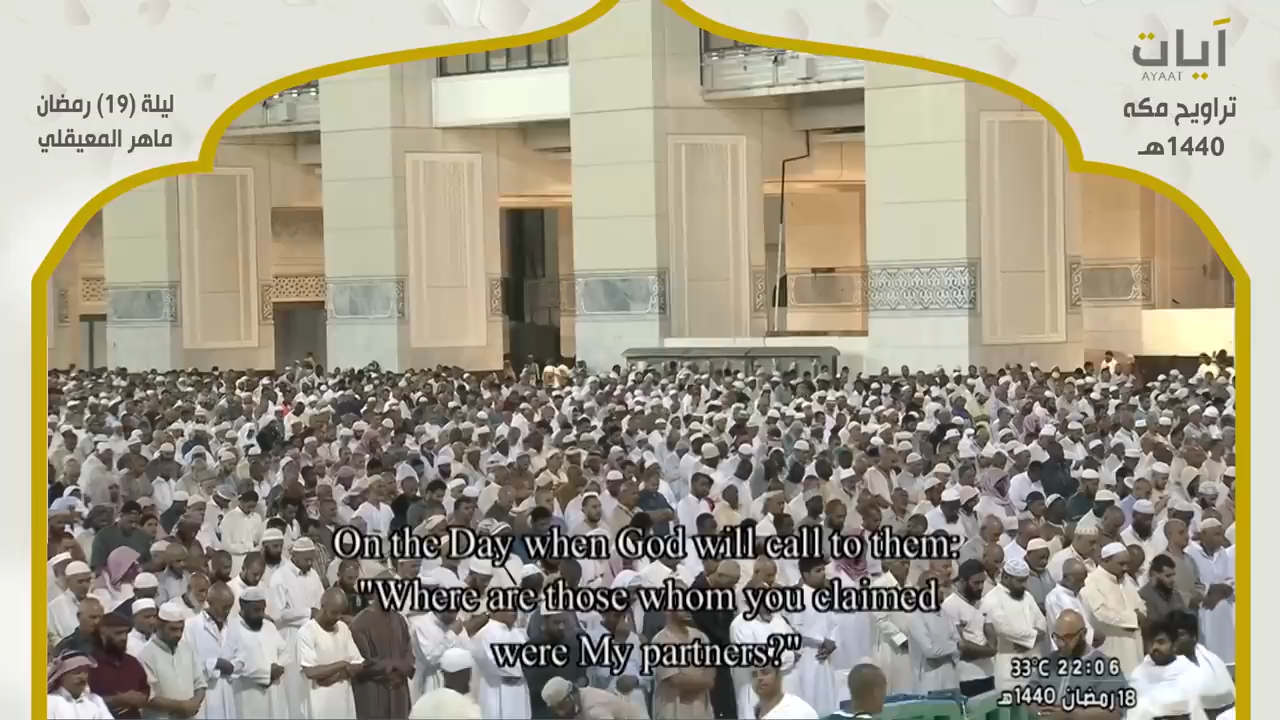 آيات
AYAAT
تراويح مكه
1440هـ
ليلة (19) رمضان
ماهر المعيقلي
On the Day when God will call to them:
"Where are those whom you claimed
were My partners?"
33°C 22:06
18 رمضان 1440هـ